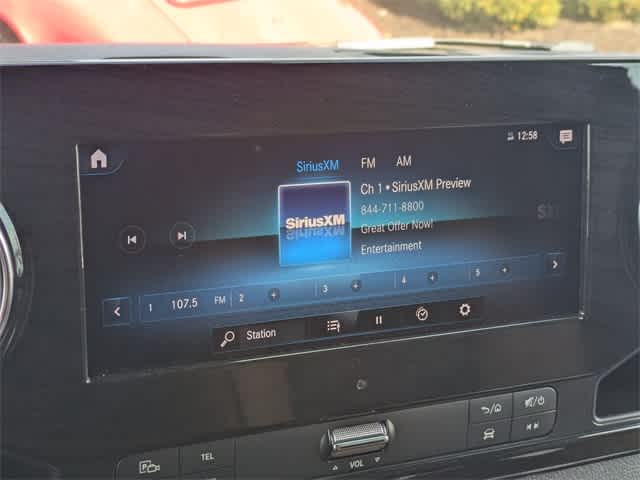 12:58
SiriusXM FM AM
Ch 1 • SiriusXM Preview
844-711-8800
Great Offer Now!
Entertainment
SiriusXM
1 107.5 FM 2 + 3 + 4 + 5 +
Station
TEL
VOL